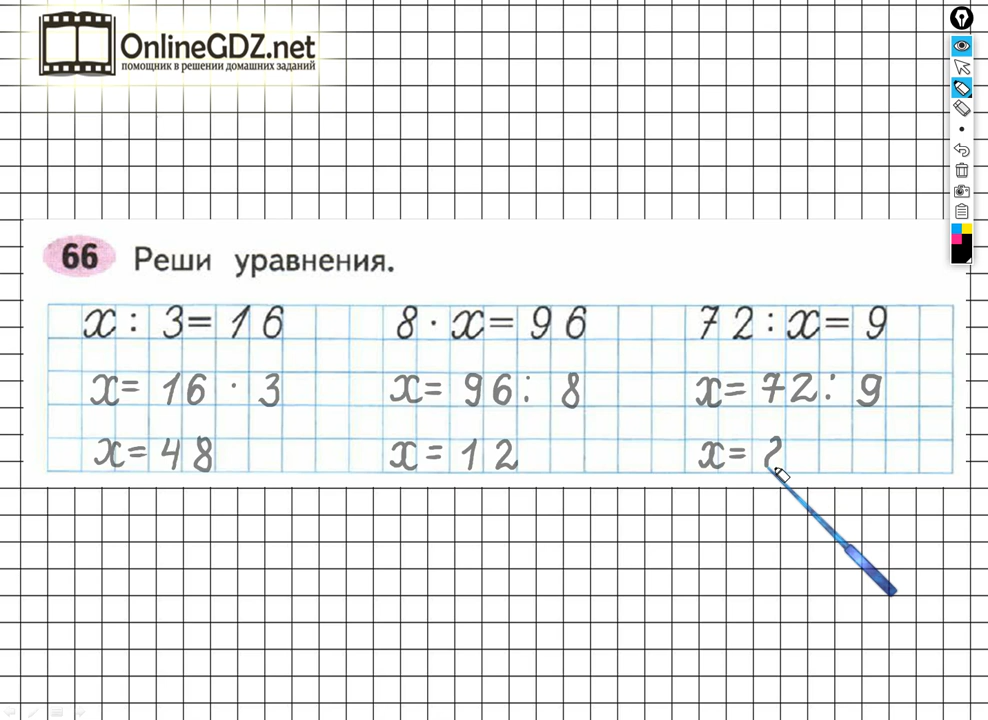 OnlineGDZ.net
помощник в решении домашних заданий
66 Реши уравнения.
x : 3 = 16 8 · x = 96 72 : x = 9
x = 16 · 3 x = 96 : 8 x = 72 : 9
x = 48 x = 12 x =